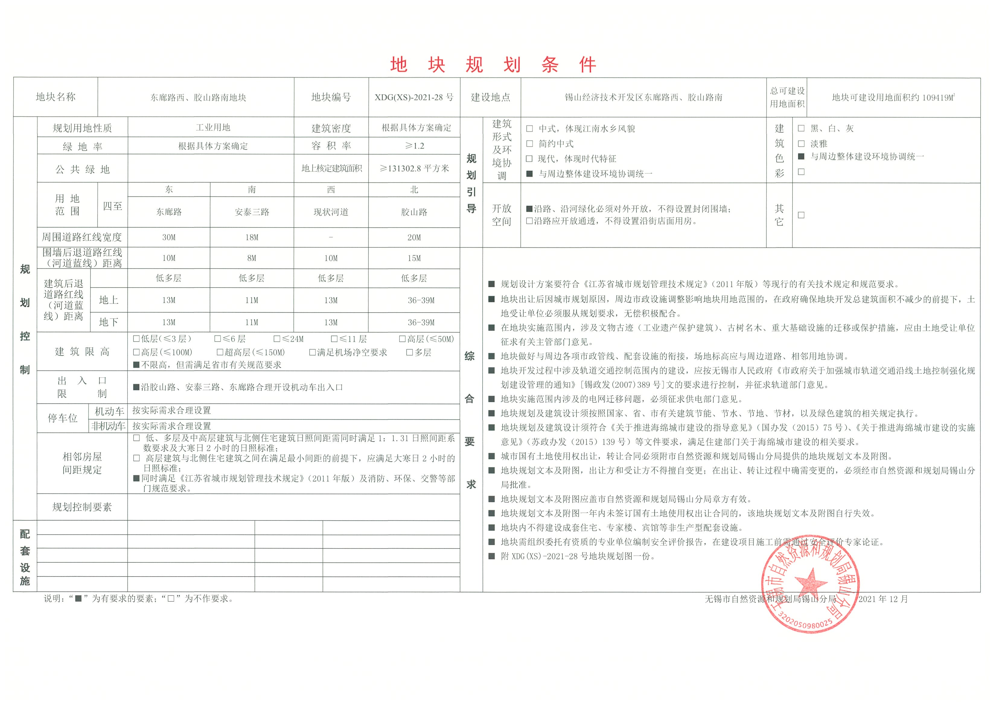 地块规划条件
地块名称 东廊路西、胶山路南地块 地块编号 XDG(XS)-2021-28 号 建设地点 锡山经济技术开发区东廊路西、胶山路南 总可建设用地面积 地块可建设用地面积约 109419M²
规划控制
规划用地性质 工业用地 建筑密度 根据具体方案确定
绿地率 根据具体方案确定 容积率 ≥1.2
公共绿地 地上核定建筑面积 ≥131302.8 平方米
用地范围 四至 东 南 西 北
东廊路 安泰三路 现状河道 胶山路
周围道路红线宽度 30M 18M - 20M
围墙后退道路红线（河道蓝线）距离 10M 8M 10M 15M
建筑后退道路红线（河道蓝线）距离 低多层 低多层 低多层 低多层
地上 13M 11M 13M 36-39M
地下 13M 11M 13M 36-39M
建筑限高
□低层(≤3 层) □≤6 层 □≤24M □≤11 层 □高层(≤50M)
□高层(≤100M) □超高层(≤150M) □满足机场净空要求 □多层
■不限高，但需满足省市有关规范要求
出入口限制 ■沿胶山路、安泰三路、东廊路合理开设机动车出入口
停车位 机动车 按实际需求合理设置
非机动车 按实际需求合理设置
相邻房屋间距规定
□ 低、多层及中高层建筑与北侧住宅建筑日照间距需同时满足 1：1.31 日照间距系
数要求及大寒日 2 小时的日照标准；
□ 高层建筑与北侧住宅建筑之间在满足最小间距的前提下，应满足大寒日 2 小时的
日照标准；
■同时满足《江苏省城市规划管理技术规定》（2011 年版）及消防、环保、交警等部
门规范要求。
规划控制要素
配套设施
规划引导
建筑形式及环境协调
□ 中式，体现江南水乡风貌
□ 简约中式
□ 现代，体现时代特征
■ 与周边整体建设环境协调统一
建筑色彩
□ 黑、白、灰
□ 淡雅
■ 与周边整体建设环境协调统一
□
开放空间
■沿路、沿河绿化必须对外开放，不得设置封闭围墙；
□沿路应开放通透，不得设置沿街店面用房。
其它 □
综合要求
■ 规划设计方案要符合《江苏省城市规划管理技术规定》（2011 年版）等现行的有关技术规定和规范要求。
■ 地块出让后因城市规划原因，周边市政设施调整影响地块用地范围的，在政府确保地块开发总建筑面积不减少的前提下，土
地受让单位必须服从规划要求，无偿积极配合。
■ 在地块实施范围内，涉及文物古迹（工业遗产保护建筑）、古树名木、重大基础设施的迁移或保护措施，应由土地受让单位
征求有关主管部门意见。
■ 地块做好与周边各项市政管线、配套设施的衔接，场地标高应与周边道路、相邻用地协调。
■ 地块开发过程中涉及轨道交通控制范围内的建设，应按无锡市人民政府《市政府关于加强城市轨道交通沿线土地控制强化规
划建设管理的通知》[锡政发(2007)389 号]文的要求进行控制，并征求轨道部门意见。
■ 地块实施范围内涉及的电网迁移问题，必须征求供电部门意见。
■ 地块规划及建筑设计须按照国家、省、市有关建筑节能、节水、节地、节材，以及绿色建筑的相关规定执行。
■ 地块规划及建筑设计须符合《关于推进海绵城市建设的指导意见》（国办发（2015）75 号）、《关于推进海绵城市建设的实施
意见》（苏政办发（2015）139 号）等文件要求，满足住建部门关于海绵城市建设的相关要求。
■ 城市国有土地使用权出让，转让合同必须附市自然资源和规划局锡山分局提供的地块规划文本及附图。
■ 地块规划文本及附图，出让方和受让方不得擅自变更；在出让、转让过程中确需变更的，必须经市自然资源和规划局锡山分
局批准。
■ 地块规划文本及附图应盖市自然资源和规划局锡山分局章方有效。
■ 地块规划文本及附图一年内未签订国有土地使用权出让合同的，该地块规划文本及附图自行失效。
■ 地块内不得建设成套住宅、专家楼、宾馆等非生产型配套设施。
■ 地块需组织委托有资质的专业单位编制安全评价报告，在建设项目施工前需通过安全评价专家论证。
■ 附 XDG(XS)-2021-28 号地块规划图一份。
说明：“■”为有要求的要素；“□”为不作要求。
无锡市自然资源和规划局锡山分局 2021 年 12 月
无锡市自然资源和规划局锡山分局
3202050980025